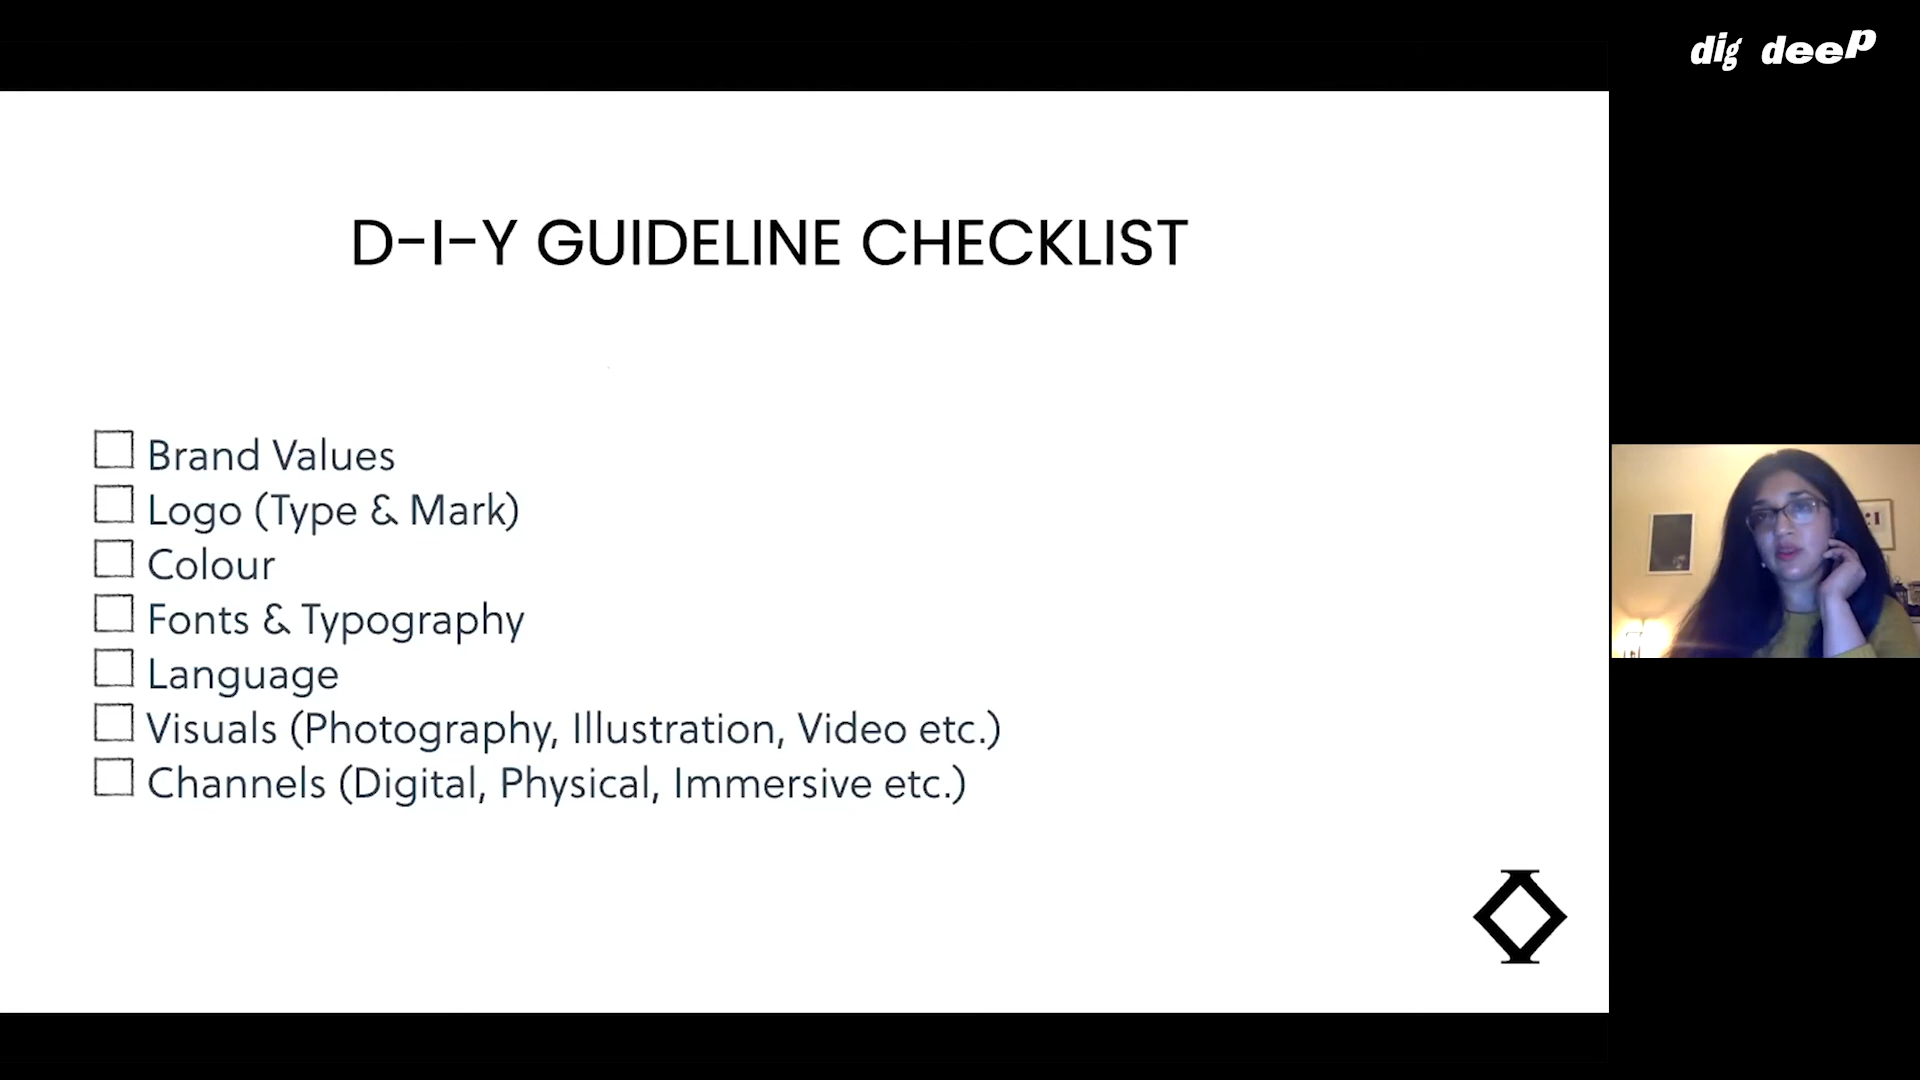 dig deep
D-I-Y GUIDELINE CHECKLIST
Brand Values
Logo (Type & Mark)
Colour
Fonts & Typography
Language
Visuals (Photography, Illustration, Video etc.)
Channels (Digital, Physical, Immersive etc.)